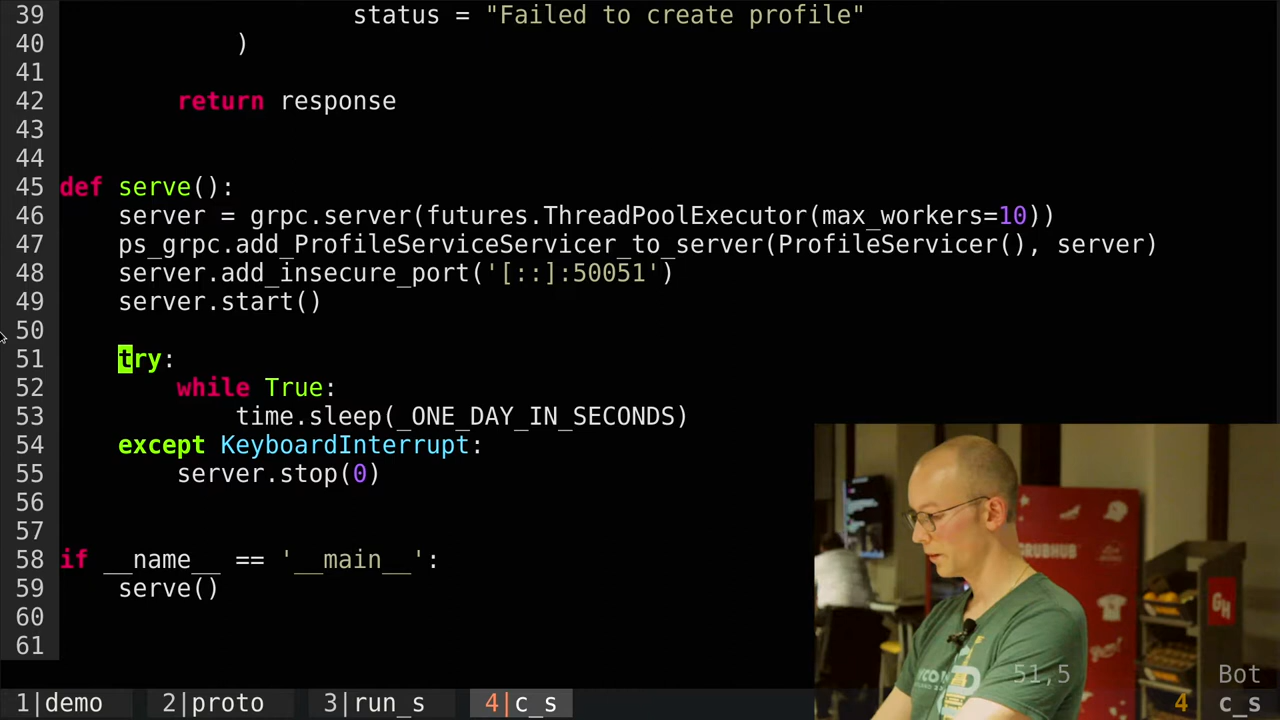 39                     status = "Failed to create profile"
40             )
41
42         return response
43
44
45 def serve():
46     server = grpc.server(futures.ThreadPoolExecutor(max_workers=10))
47     ps_grpc.add_ProfileServiceServicer_to_server(ProfileServicer(), server)
48     server.add_insecure_port('[::]:50051')
49     server.start()
50
51     try:
52         while True:
53             time.sleep(_ONE_DAY_IN_SECONDS)
54     except KeyboardInterrupt:
55         server.stop(0)
56
57
58 if __name__ == '__main__':
59     serve()
60
61
GRUBHUB
GH
51,5 Bot
1|demo 2|proto 3|run_s 4|c_s 4 c_s